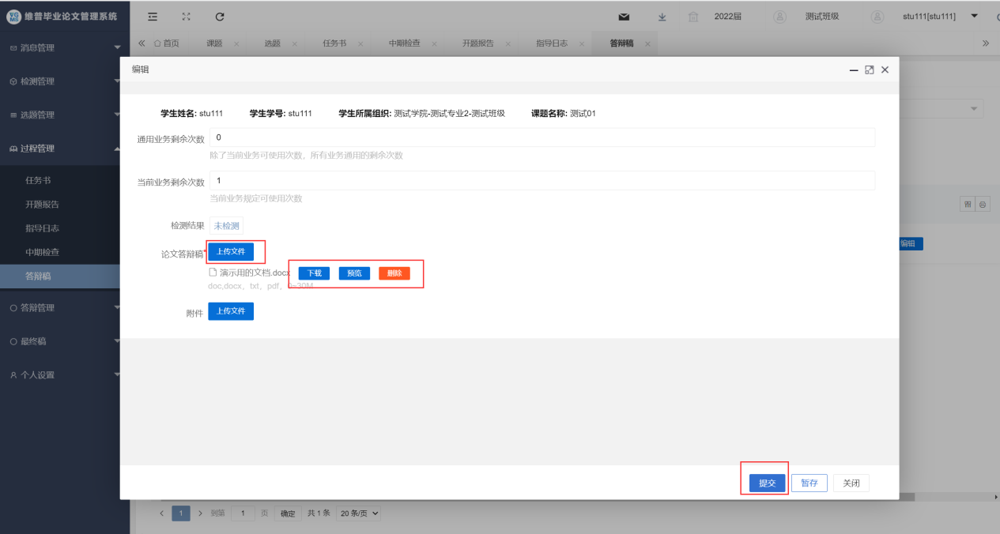 维普毕业论文管理系统
2022届
测试班级
stu111[stu111]
首页
课题
选题
任务书
中期检查
开题报告
指导日志
答辩稿
消息管理
检测管理
选题管理
过程管理
任务书
开题报告
指导日志
中期检查
答辩稿
答辩管理
最终稿
个人设置
编辑
学生姓名: stu111 学生学号: stu111 学生所属组织: 测试学院-测试专业2-测试班级 课题名称: 测试01
通用业务剩余次数 0
除了当前业务可使用次数，所有业务通用的剩余次数
当前业务剩余次数 1
当前业务规定可使用次数
检测结果 未检测
论文答辩稿* 上传文件
演示用的文档.docx 下载 预览 删除
doc,docx，txt，pdf，0~30M
附件 上传文件
编辑
提交 暂存 关闭
1 到第 1 页 确定 共 1 条 20 条/页